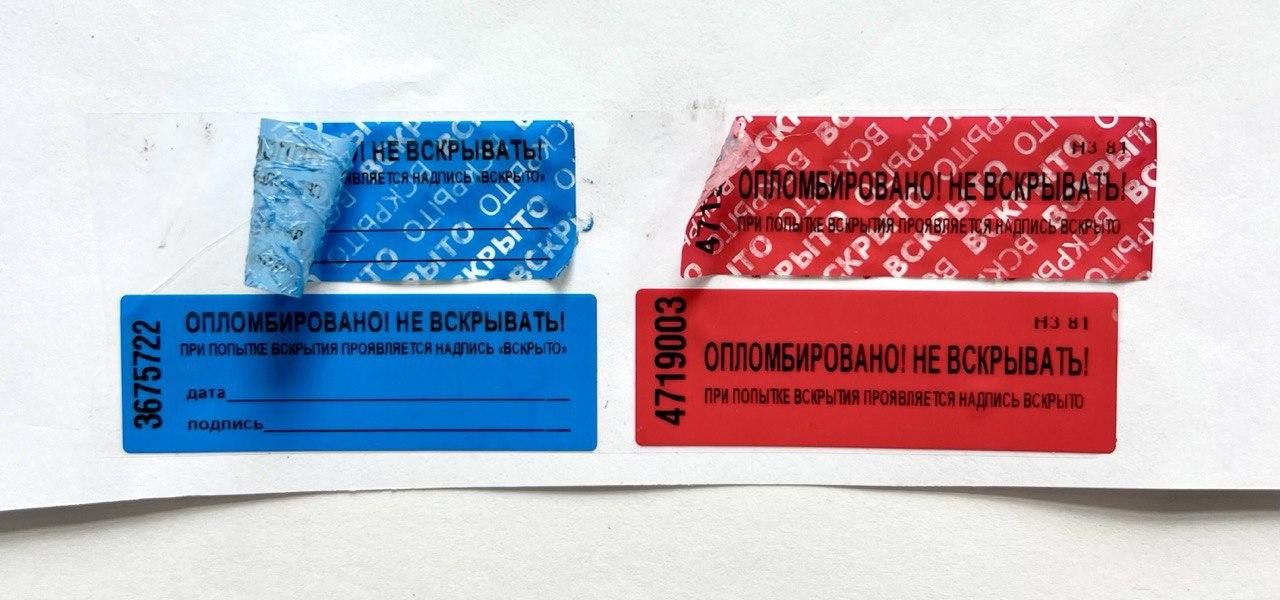 НЕ ВСКРЫВАТЬ!
НАДПИСЬ «ВСКРЫТО»
ВСКРЫТО
НЗ 81
ОПЛОМБИРОВАНО! НЕ ВСКРЫВАТЬ!
ПРИ ПОПЫТКЕ ВСКРЫТИЯ ПРОЯВЛЯЕТСЯ НАДПИСЬ ВСКРЫТО
ВСКРЫТО
3675722
ОПЛОМБИРОВАНО! НЕ ВСКРЫВАТЬ!
ПРИ ПОПЫТКЕ ВСКРЫТИЯ ПРОЯВЛЯЕТСЯ НАДПИСЬ «ВСКРЫТО»
дата
подпись
4719003
НЗ 81
ОПЛОМБИРОВАНО! НЕ ВСКРЫВАТЬ!
ПРИ ПОПЫТКЕ ВСКРЫТИЯ ПРОЯВЛЯЕТСЯ НАДПИСЬ ВСКРЫТО